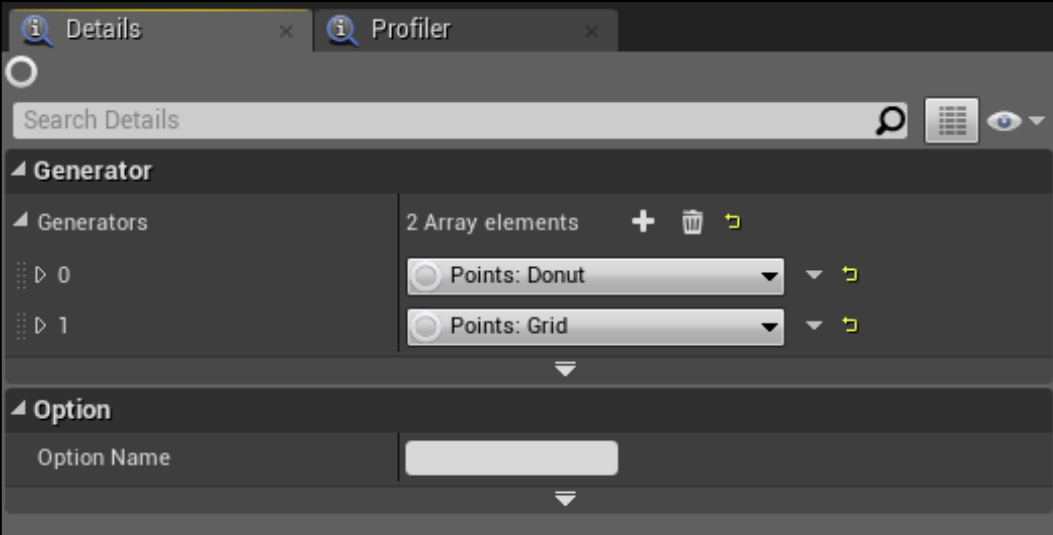 Details Profiler
Search Details
Generator
Generators 2 Array elements
0 Points: Donut
1 Points: Grid
Option
Option Name